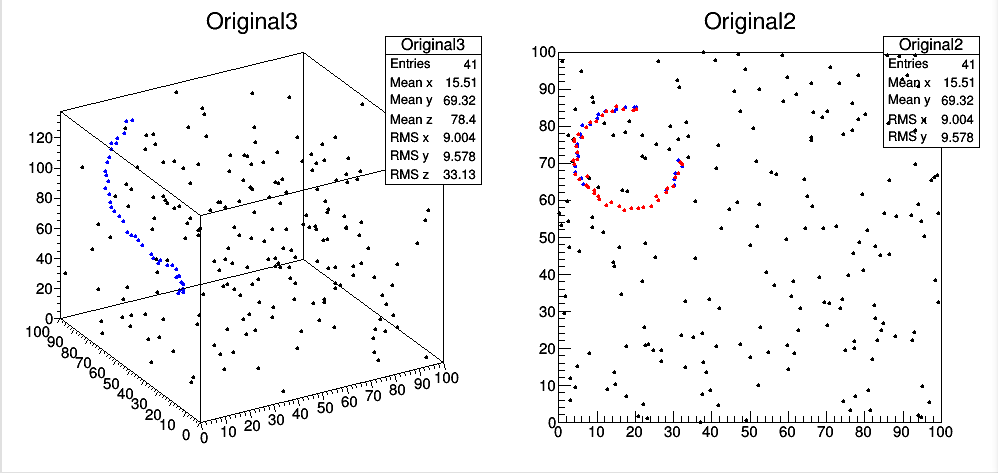 Original3
Original3
Entries 41
Mean x 15.51
Mean y 69.32
Mean z 78.4
RMS x 9.004
RMS y 9.578
RMS z 33.13
120
100
80
60
40
20
0
100
90
80
70
60
50
40
30
20
10
0
0 10 20 30 40 50 60 70 80 90 100
Original2
Original2
Entries 41
Mean x 15.51
Mean y 69.32
RMS x 9.004
RMS y 9.578
100
90
80
70
60
50
40
30
20
10
0
0 10 20 30 40 50 60 70 80 90 100